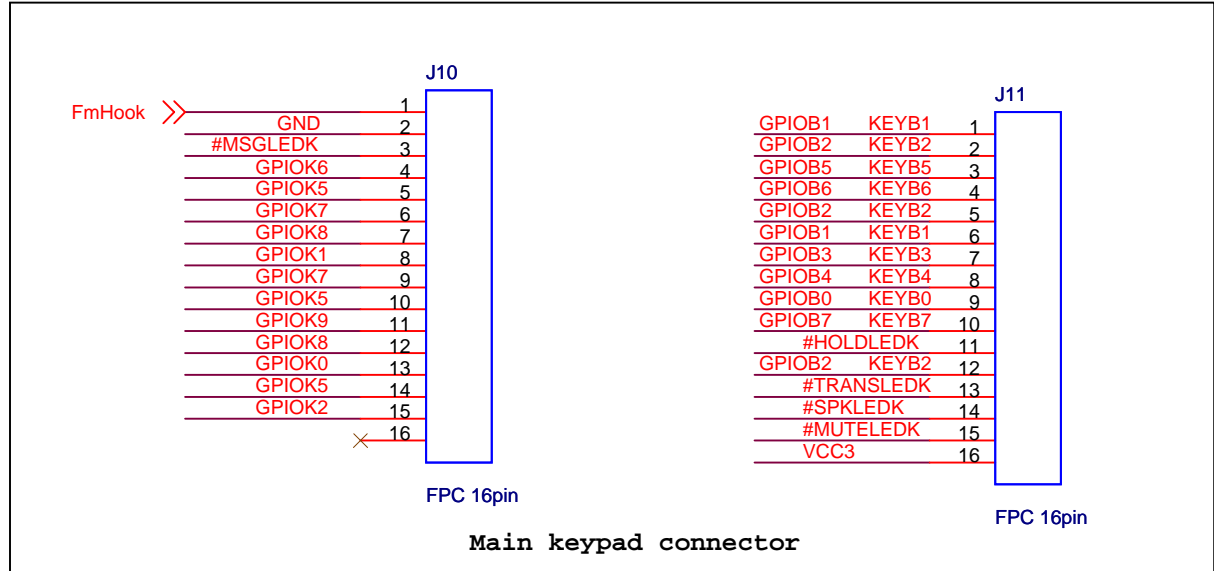 J10
FmHook 1
GND 2
#MSGLEDK 3
GPIOK6 4
GPIOK5 5
GPIOK7 6
GPIOK8 7
GPIOK1 8
GPIOK7 9
GPIOK5 10
GPIOK9 11
GPIOK8 12
GPIOK0 13
GPIOK5 14
GPIOK2 15
16
FPC 16pin
J11
GPIOB1 KEYB1 1
GPIOB2 KEYB2 2
GPIOB5 KEYB5 3
GPIOB6 KEYB6 4
GPIOB2 KEYB2 5
GPIOB1 KEYB1 6
GPIOB3 KEYB3 7
GPIOB4 KEYB4 8
GPIOB0 KEYB0 9
GPIOB7 KEYB7 10
#HOLDLEDK 11
GPIOB2 KEYB2 12
#TRANSLEDK 13
#SPKLEDK 14
#MUTELEDK 15
VCC3 16
FPC 16pin
Main keypad connector